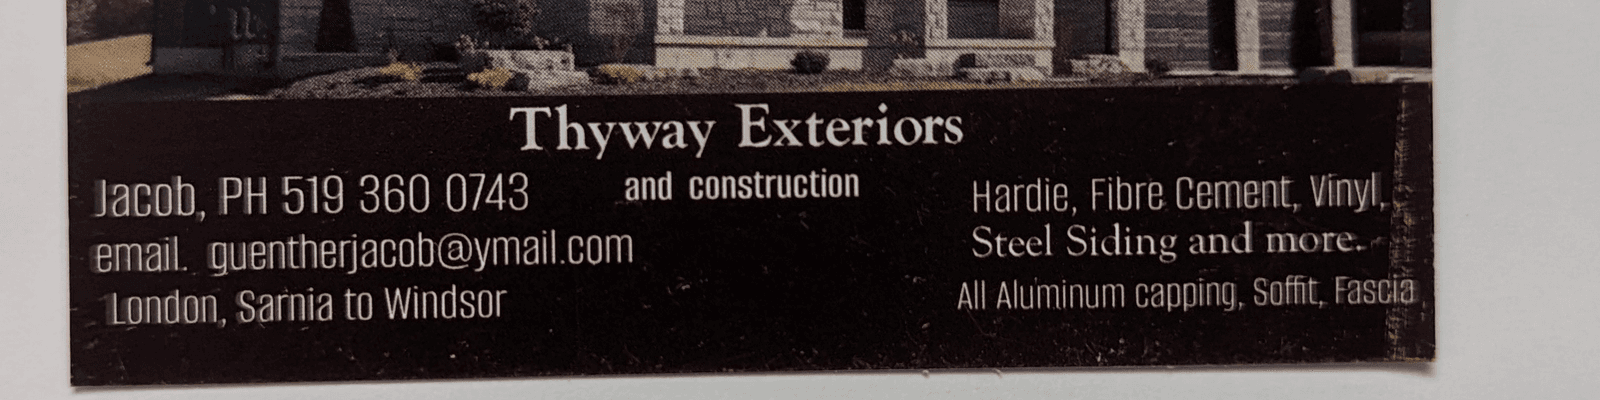 Thyway Exteriors
and construction
Jacob, PH 519 360 0743
email. guentherjacob@ymail.com
London, Sarnia to Windsor
Hardie, Fibre Cement, Vinyl,
Steel Siding and more.
All Aluminum capping, Soffit, Fascia